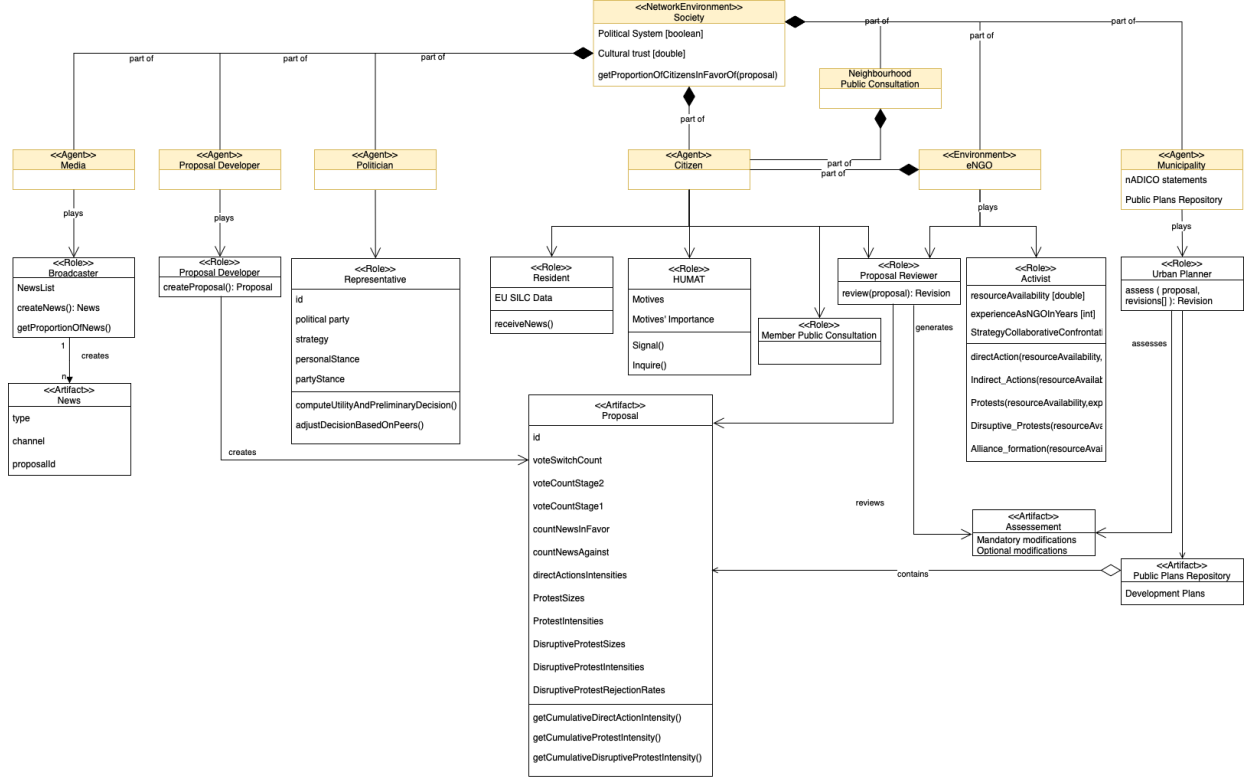 <<NetworkEnvironment>>
Society
Political System [boolean]
Cultural trust [double]
getProportionOfCitizensInFavorOf(proposal)
part of
part of
part of
part of
part of
part of
part of
Neighbourhood
Public Consultation
<<Agent>>
Media
<<Agent>>
Proposal Developer
<<Agent>>
Politician
<<Agent>>
Citizen
part of
part of
<<Environment>>
eNGO
<<Agent>>
Municipality
nADICO statements
Public Plans Repository
plays
plays
plays
plays
<<Role>>
Broadcaster
NewsList
createNews(): News
getProportionOfNews()
<<Role>>
Proposal Developer
createProposal(): Proposal
<<Role>>
Representative
id
political party
strategy
personalStance
partyStance
computeUtilityAndPreliminaryDecision()
adjustDecisionBasedOnPeers()
<<Role>>
Resident
EU SILC Data
receiveNews()
<<Role>>
HUMAT
Motives
Motives' Importance
Signal()
Inquire()
<<Role>>
Member Public Consultation
<<Role>>
Proposal Reviewer
review(proposal): Revision
<<Role>>
Activist
resourceAvailability [double]
experienceAsNGOInYears [int]
StrategyCollaborativeConfrontati
directAction(resourceAvailability,
Indirect_Actions(resourceAvailab
Protests(resourceAvailability,exp
Dirsuptive_Protests(resourceAva
Alliance_formation(resourceAvai
<<Role>>
Urban Planner
assess ( proposal,
revisions[] ): Revision
1
creates
n
generates
assesses
<<Artifact>>
News
type
channel
proposalId
creates
<<Artifact>>
Proposal
id
voteSwitchCount
voteCountStage2
voteCountStage1
countNewsInFavor
countNewsAgainst
directActionsIntensities
ProtestSizes
ProtestIntensities
DisruptiveProtestSizes
DisruptiveProtestIntensities
DisruptiveProtestRejectionRates
getCumulativeDirectActionIntensity()
getCumulativeProtestIntensity()
getCumulativeDisruptiveProtestIntensity()
reviews
<<Artifact>>
Assessement
Mandatory modifications
Optional modifications
contains
<<Artifact>>
Public Plans Repository
Development Plans